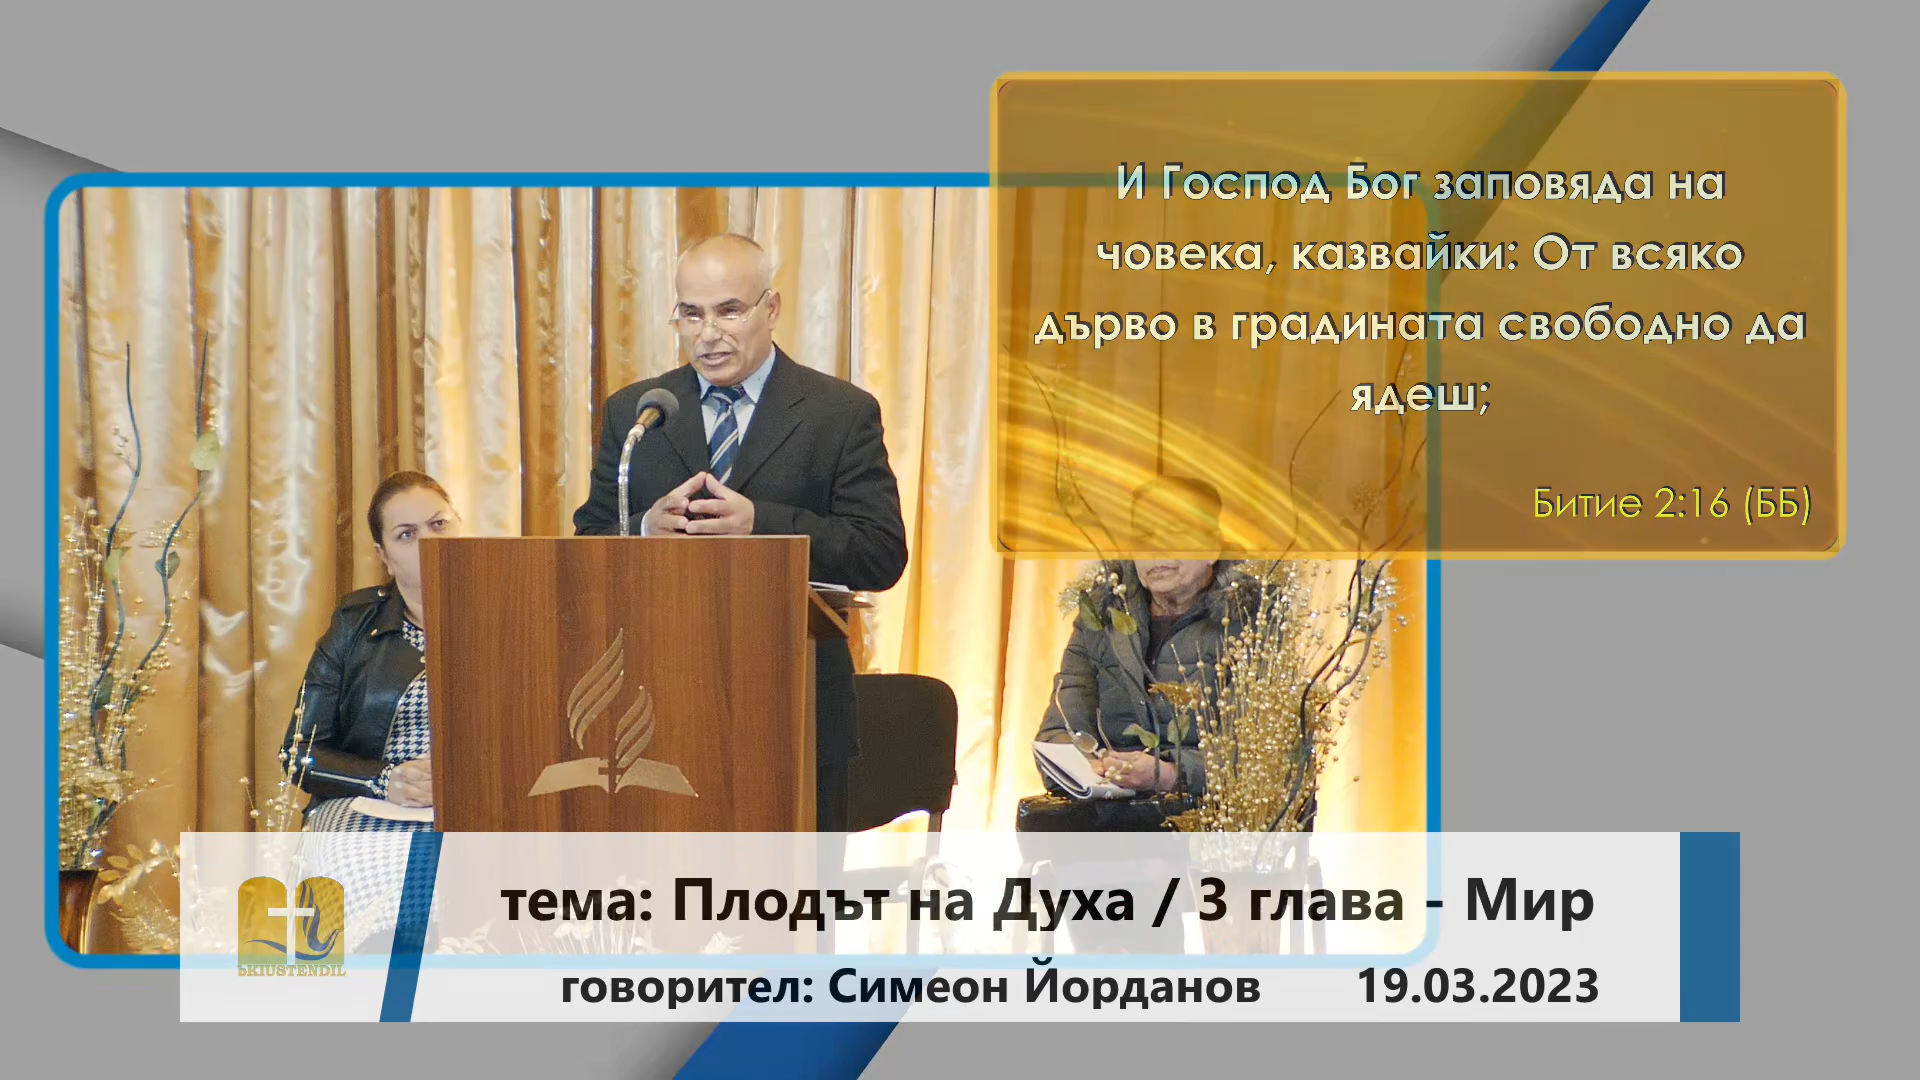 И Господ Бог заповяда на
човека, казвайки: От всяко
дърво в градината свободно да
ядеш;
Битие 2:16 (ББ)
тема: Плодът на Духа / 3 глава - Мир
говорител: Симеон Йорданов 19.03.2023
ЪKIUSTENDIL